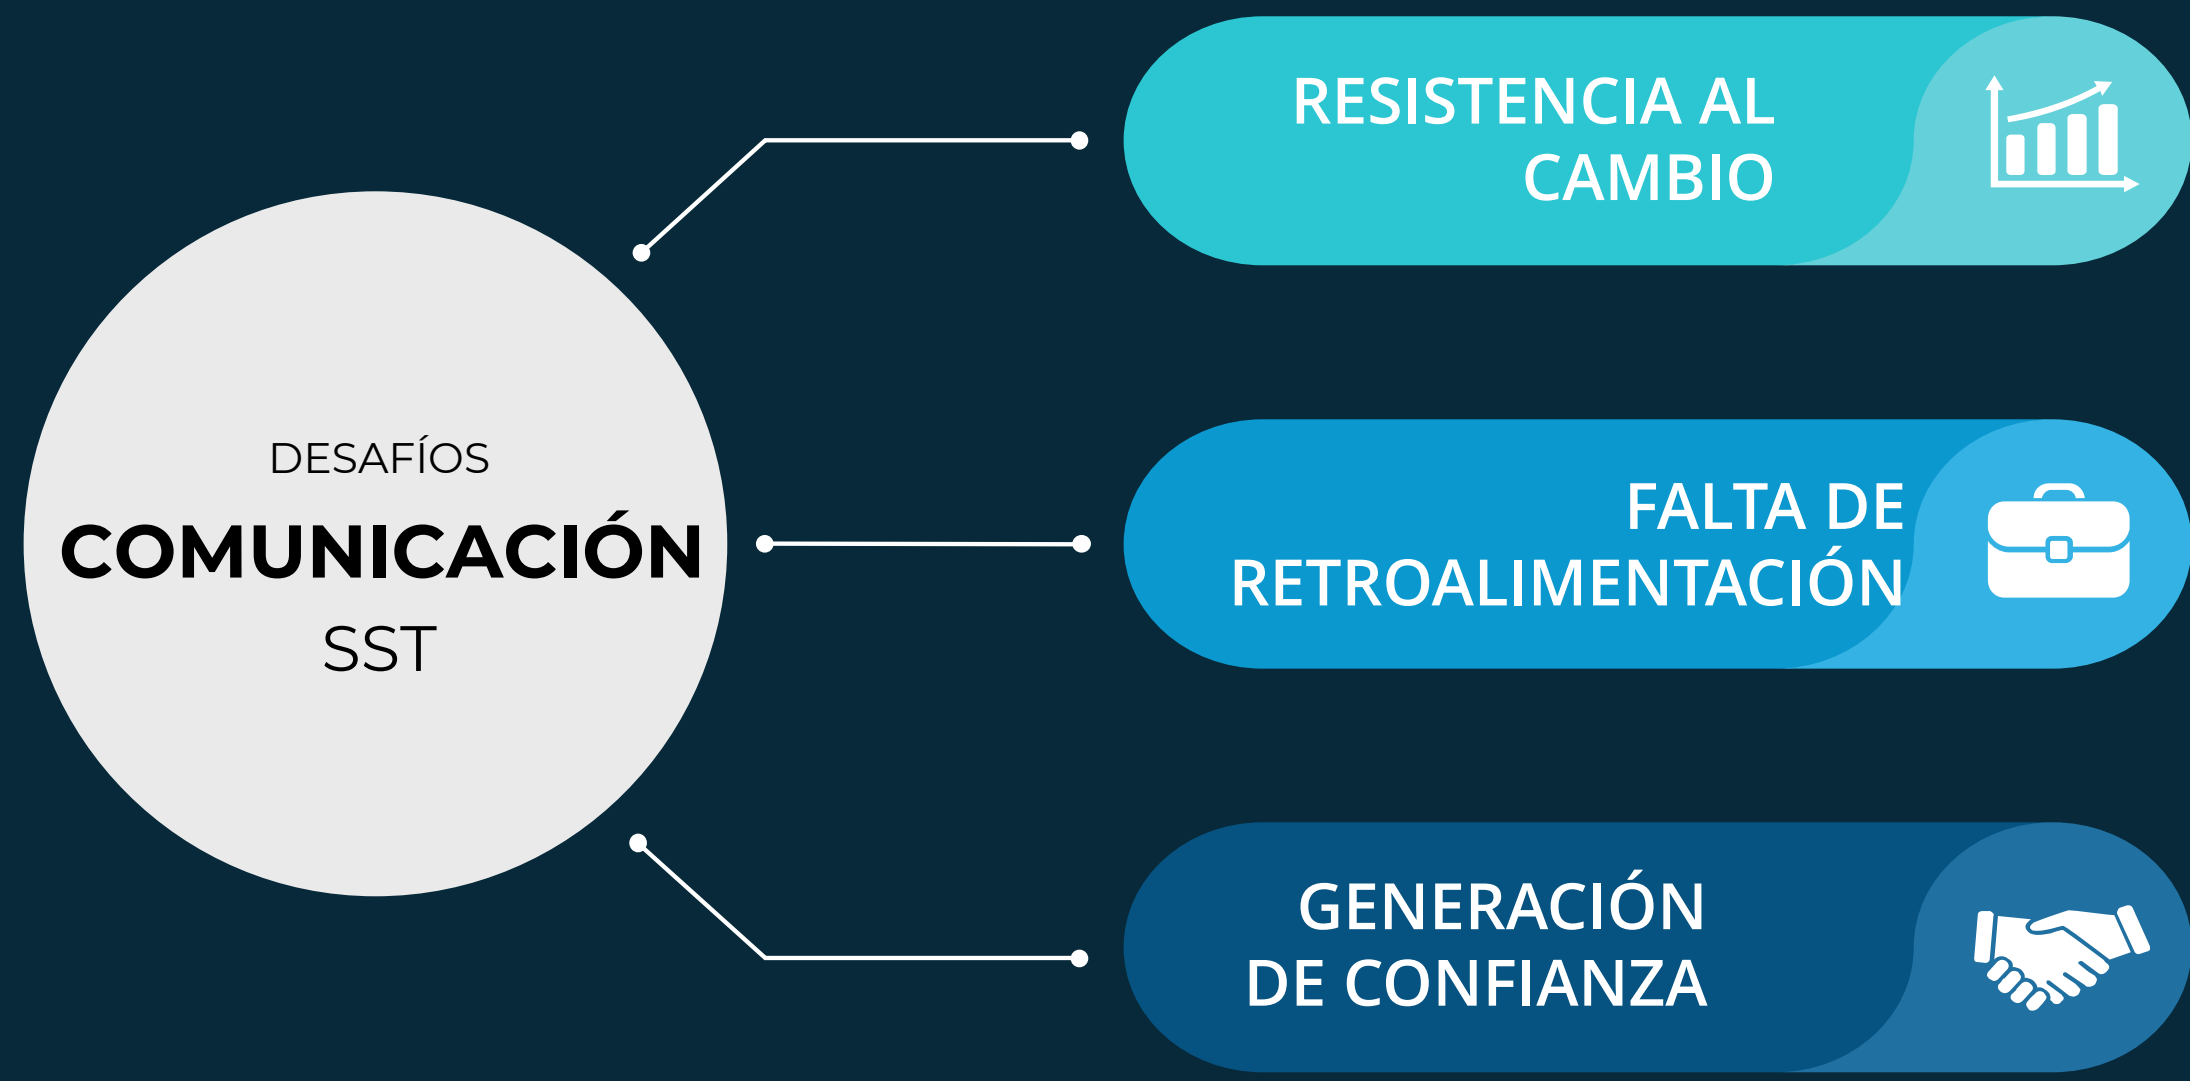 DESAFÍOS
COMUNICACIÓN
SST
RESISTENCIA AL
CAMBIO
FALTA DE
RETROALIMENTACIÓN
GENERACIÓN
DE CONFIANZA